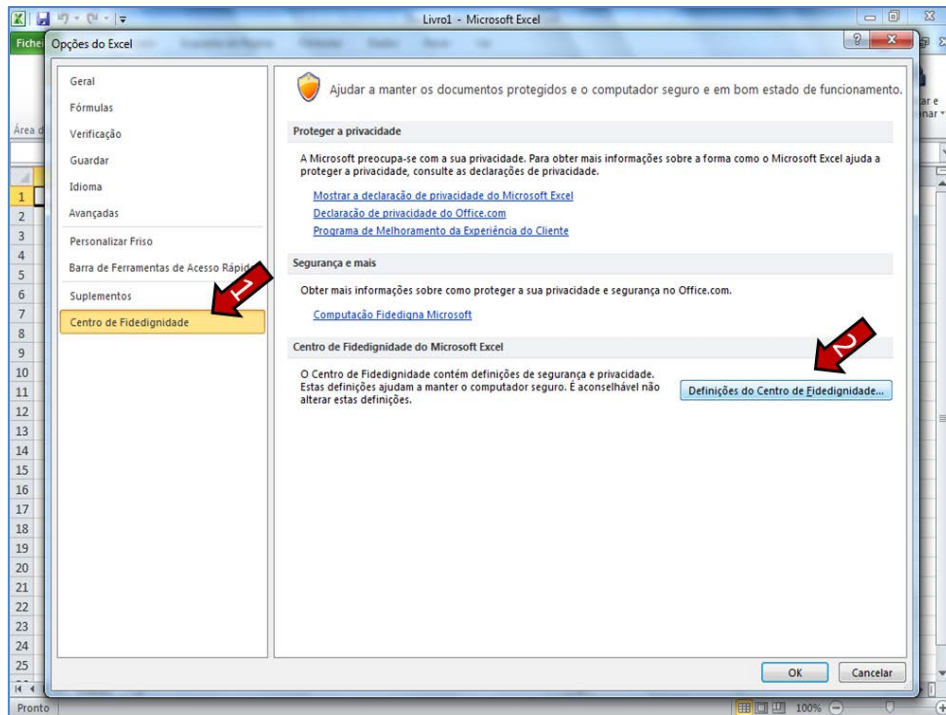 Livro1 - Microsoft Excel
Opções do Excel
Geral
Fórmulas
Verificação
Guardar
Idioma
Avançadas
Personalizar Friso
Barra de Ferramentas de Acesso
Suplementos
Centro de Fidedignidade
1
Ajudar a manter os documentos protegidos e o computador seguro e em bom estado de funcionamento.
Proteger a privacidade
A Microsoft preocupa-se com a sua privacidade. Para obter mais informações sobre a forma como o Microsoft Excel ajuda a
proteger a privacidade, consulte as declarações de privacidade.
Mostrar a declaração de privacidade do Microsoft Excel
Declaração de privacidade do Office.com
Programa de Melhoramento da Experiência do Cliente
Segurança e mais
Obter mais informações sobre como proteger a sua privacidade e segurança no Office.com.
Computação Fidedigna Microsoft
Centro de Fidedignidade do Microsoft Excel
O Centro de Fidedignidade contém definições de segurança e privacidade.
Estas definições ajudam a manter o computador seguro. É aconselhável não
alterar estas definições.
2
Definições do Centro de Fidedignidade...
OK Cancelar
1
2
3
4
5
6
7
8
9
10
11
12
13
14
15
16
17
18
19
20
21
22
23
24
25
Pronto
100%